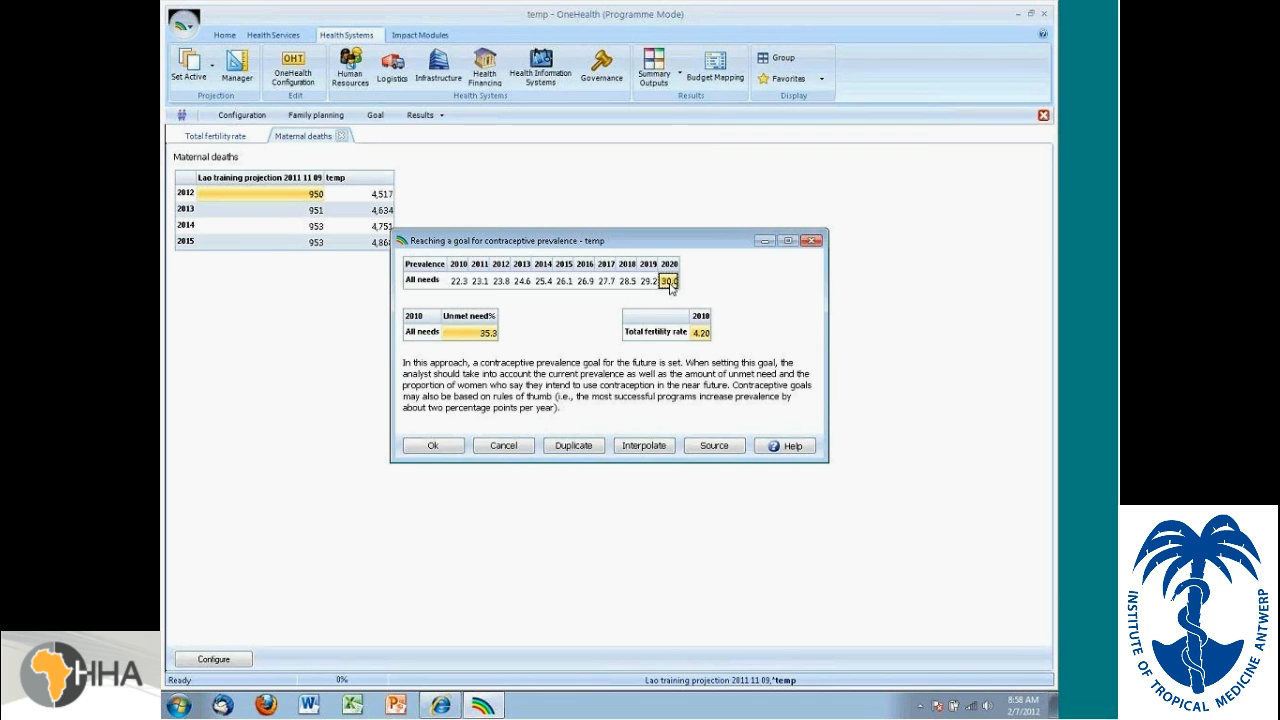 temp - OneHealth (Programme Mode)
Home Health Services Health Systems Impact Modules
Set Active Manager OneHealth Configuration Human Resources Logistics Infrastructure Health Financing Health Information Systems Governance Summary Outputs Budget Mapping Group Favorites
Projection Edit Health Systems Results Display
Configuration Family planning Goal Results
Total fertility rate Maternal deaths
Maternal deaths
Lao training projection 2011 11 09 temp
2012 950 4,517
2013 951 4,634
2014 953 4,751
2015 953
Reaching a goal for contraceptive prevalence - temp
Prevalence 2010 2011 2012 2013 2014 2015 2016 2017 2018 2019 2020
All needs 22.3 23.1 23.8 24.6 25.4 26.1 26.9 27.7 28.5 29.2 30.0
2010 Unmet need% 2010
All needs 35.3 Total fertility rate 4.20
In this approach, a contraceptive prevalence goal for the future is set. When setting this goal, the
analyst should take into account the current prevalence as well as the amount of unmet need and the
proportion of women who say they intend to use contraception in the near future. Contraceptive goals
may also be based on rules of thumb (i.e., the most successful programs increase prevalence by
about two percentage points per year).
Ok Cancel Duplicate Interpolate Source Help
Configure
Ready 0% Lao training projection 2011 11 09,*temp
8:58 AM
2/7/2012
HHA
INSTITUTE OF TROPICAL MEDICINE ANTWERP